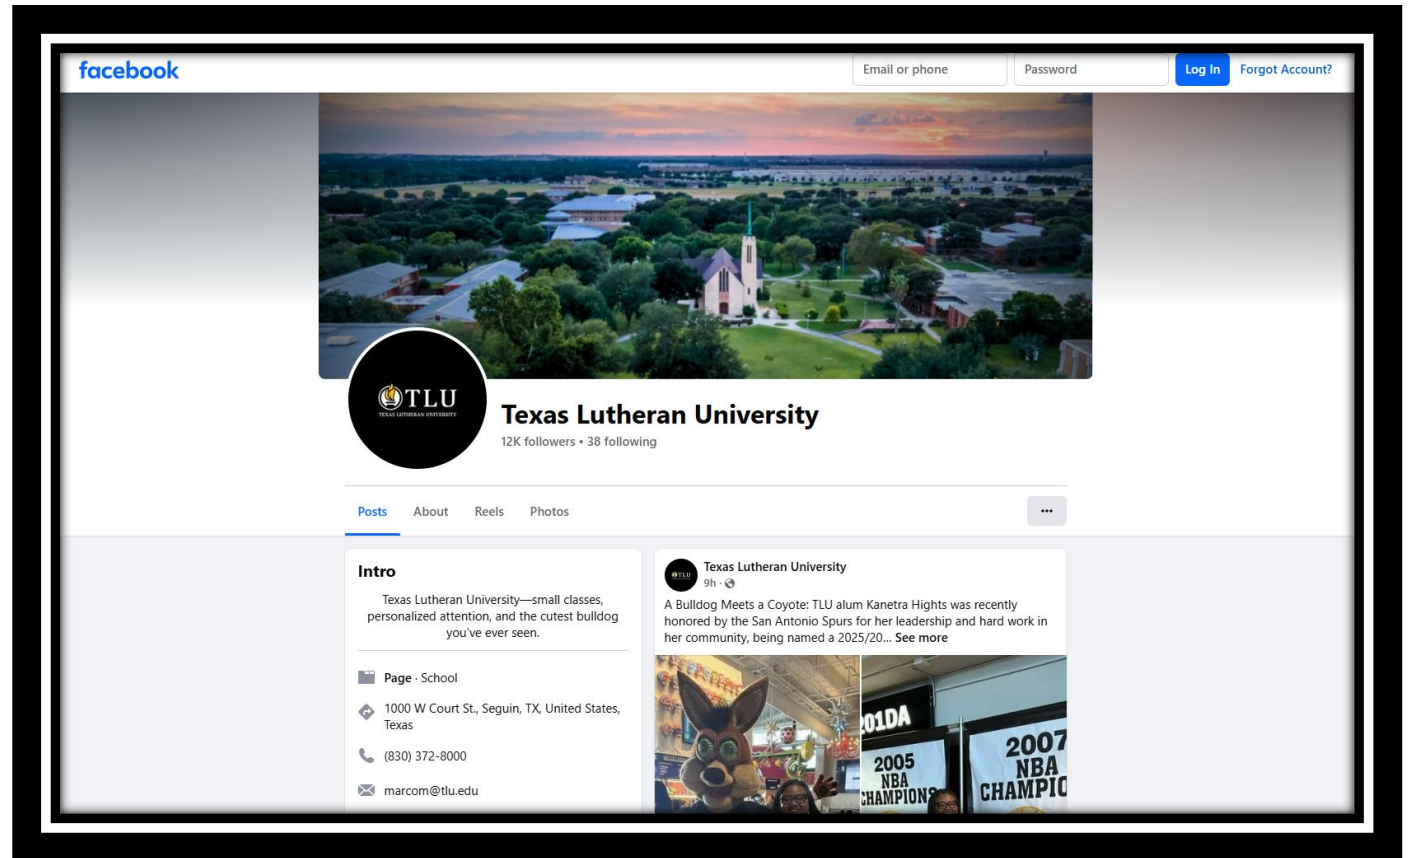 facebook
Email or phone
Password
Log In
Forgot Account?
TLU
TEXAS LUTHERAN UNIVERSITY
Texas Lutheran University
12K followers • 38 following
Posts
About
Reels
Photos
Intro
Texas Lutheran University—small classes,
personalized attention, and the cutest bulldog
you've ever seen.
Page · School
1000 W Court St., Seguin, TX, United States,
Texas
(830) 372-8000
marcom@tlu.edu
TLU
Texas Lutheran University
9h ·
A Bulldog Meets a Coyote: TLU alum Kanetra Hights was recently
honored by the San Antonio Spurs for her leadership and hard work in
her community, being named a 2025/20... See more
2005
NBA
CHAMPIONS
2007
NBA